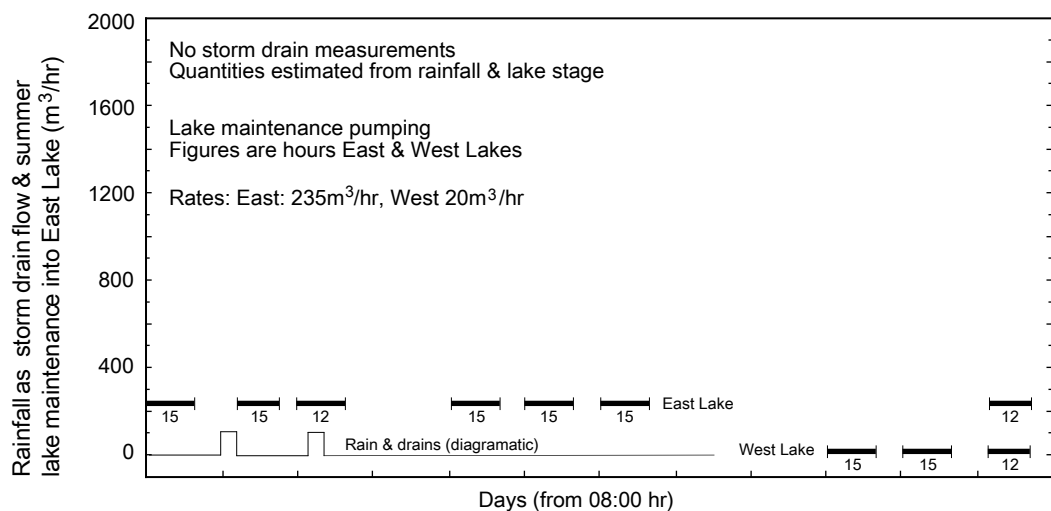 2000
1600
1200
800
400
0
Rainfall as storm drain flow & summer
lake maintenance into East Lake (m³/hr)
No storm drain measurements
Quantities estimated from rainfall & lake stage
Lake maintenance pumping
Figures are hours East & West Lakes
Rates: East: 235m³/hr, West 20m³/hr
15
15
12
15
15
15
East Lake
12
Rain & drains (diagramatic)
West Lake
15
15
12
Days (from 08:00 hr)